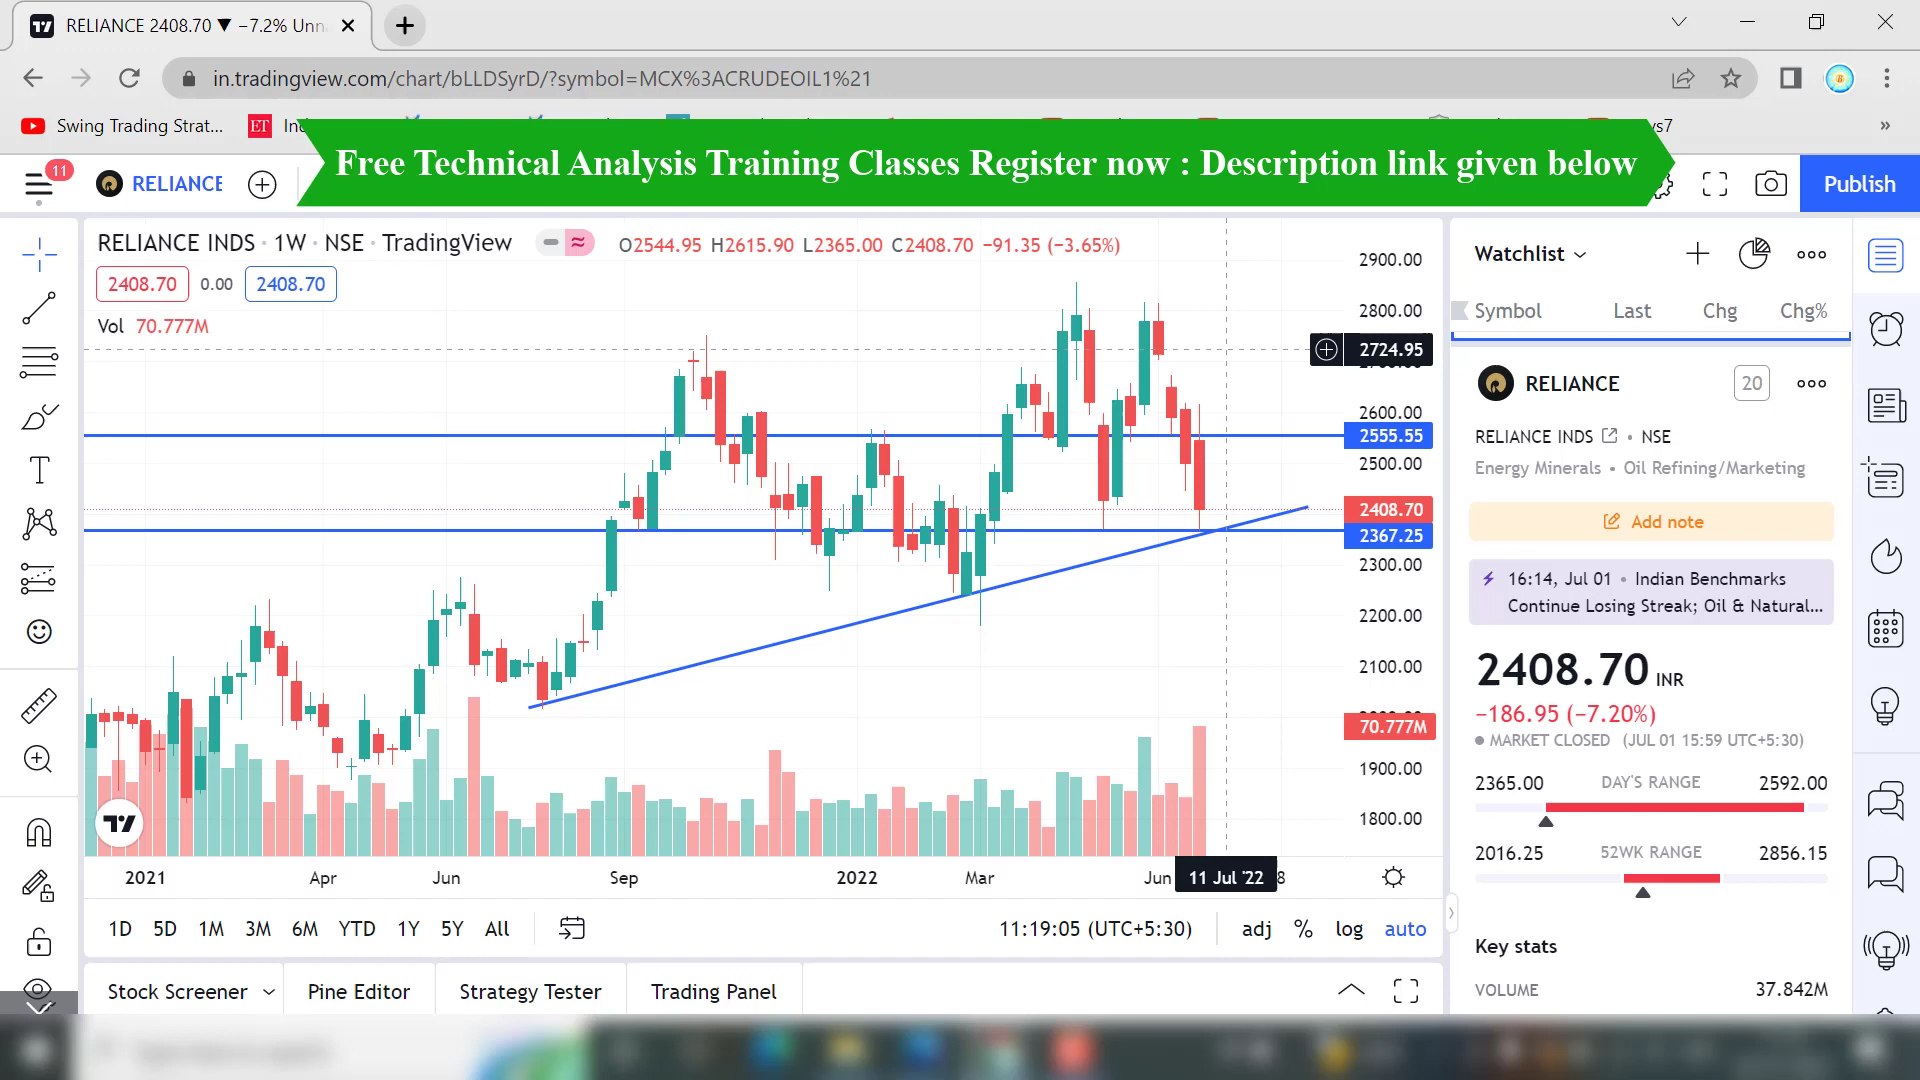 RELIANCE 2408.70 ▼ −7.2% Unn
in.tradingview.com/chart/bLLDSyrD/?symbol=MCX%3ACRUDEOIL1%21
Swing Trading Strat...
ET
Free Technical Analysis Training Classes Register now : Description link given below
11
RELIANCE
Publish
RELIANCE INDS · 1W · NSE · TradingView
O2544.95 H2615.90 L2365.00 C2408.70 −91.35 (−3.65%)
2408.70 0.00 2408.70
Vol 70.777M
2900.00
2800.00
2724.95
2600.00
2555.55
2500.00
2408.70
2367.25
2300.00
2200.00
2100.00
70.777M
1900.00
1800.00
2021 Apr Jun Sep 2022 Mar Jun 11 Jul '22 8
1D 5D 1M 3M 6M YTD 1Y 5Y All
11:19:05 (UTC+5:30) adj % log auto
Stock Screener Pine Editor Strategy Tester Trading Panel
Watchlist
Symbol Last Chg Chg%
RELIANCE 20
RELIANCE INDS • NSE
Energy Minerals • Oil Refining/Marketing
Add note
16:14, Jul 01 • Indian Benchmarks
Continue Losing Streak; Oil & Natural...
2408.70 INR
−186.95 (−7.20%)
MARKET CLOSED (JUL 01 15:59 UTC+5:30)
2365.00 DAY'S RANGE 2592.00
2016.25 52WK RANGE 2856.15
Key stats
VOLUME 37.842M